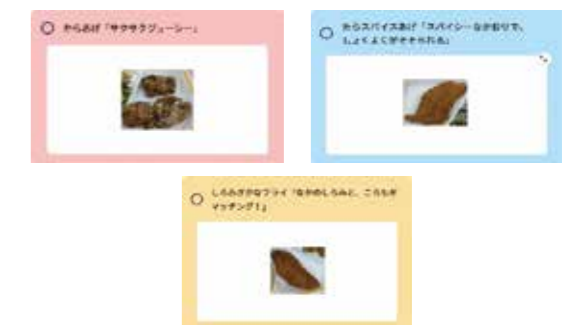 からあげ「サクサクジューシー」
たらスパイスあげ「スパイシーなかおりで、
しょくよくがそそられる」
しろみざかなフライ「なかのしろみと、ころもが
マッチング！」